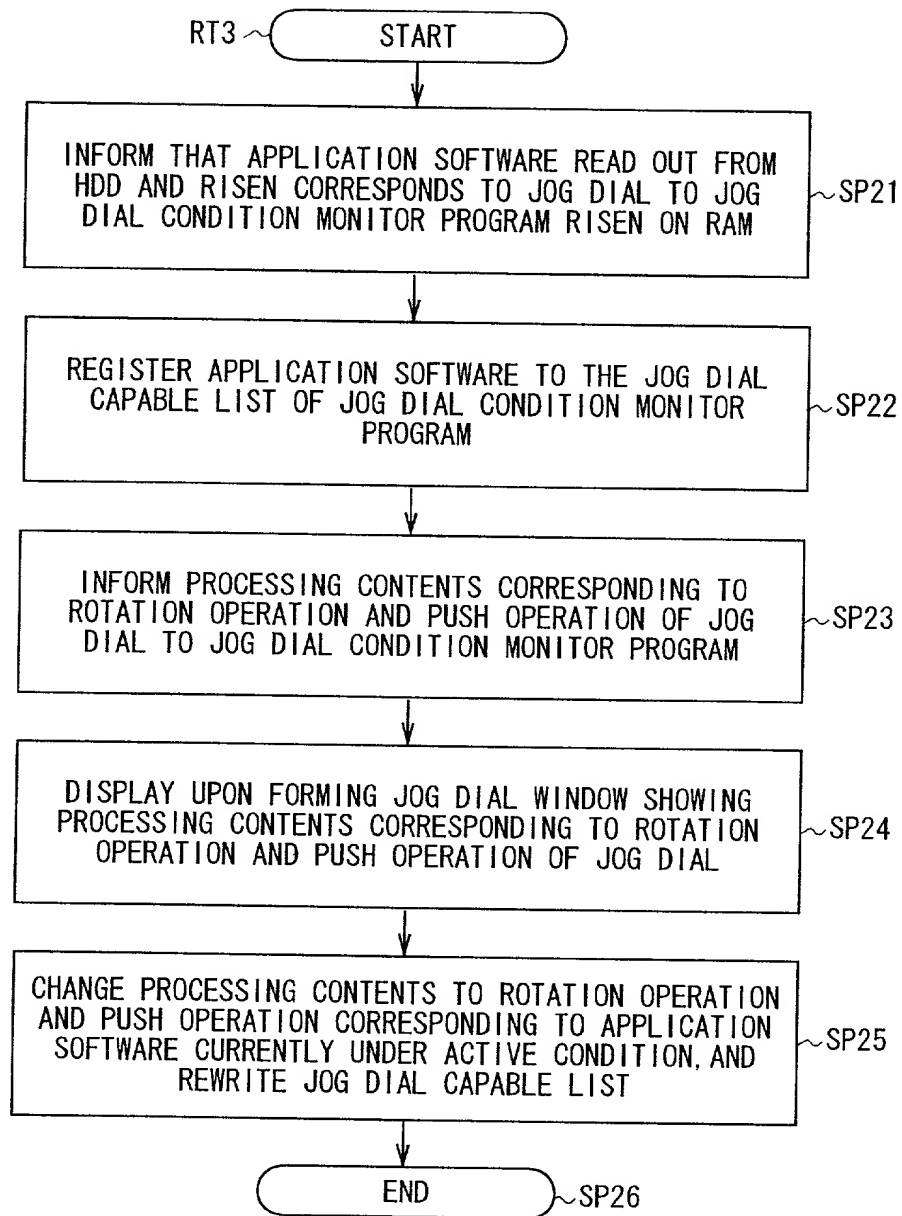 RT3
START
INFORM THAT APPLICATION SOFTWARE READ OUT FROM
HDD AND RISEN CORRESPONDS TO JOG DIAL TO JOG
DIAL CONDITION MONITOR PROGRAM RISEN ON RAM
SP21
REGISTER APPLICATION SOFTWARE TO THE JOG DIAL
CAPABLE LIST OF JOG DIAL CONDITION MONITOR
PROGRAM
SP22
INFORM PROCESSING CONTENTS CORRESPONDING TO
ROTATION OPERATION AND PUSH OPERATION OF JOG
DIAL TO JOG DIAL CONDITION MONITOR PROGRAM
SP23
DISPLAY UPON FORMING JOG DIAL WINDOW SHOWING
PROCESSING CONTENTS CORRESPONDING TO ROTATION
OPERATION AND PUSH OPERATION OF JOG DIAL
SP24
CHANGE PROCESSING CONTENTS TO ROTATION OPERATION
AND PUSH OPERATION CORRESPONDING TO APPLICATION
SOFTWARE CURRENTLY UNDER ACTIVE CONDITION, AND
REWRITE JOG DIAL CAPABLE LIST
SP25
END
SP26